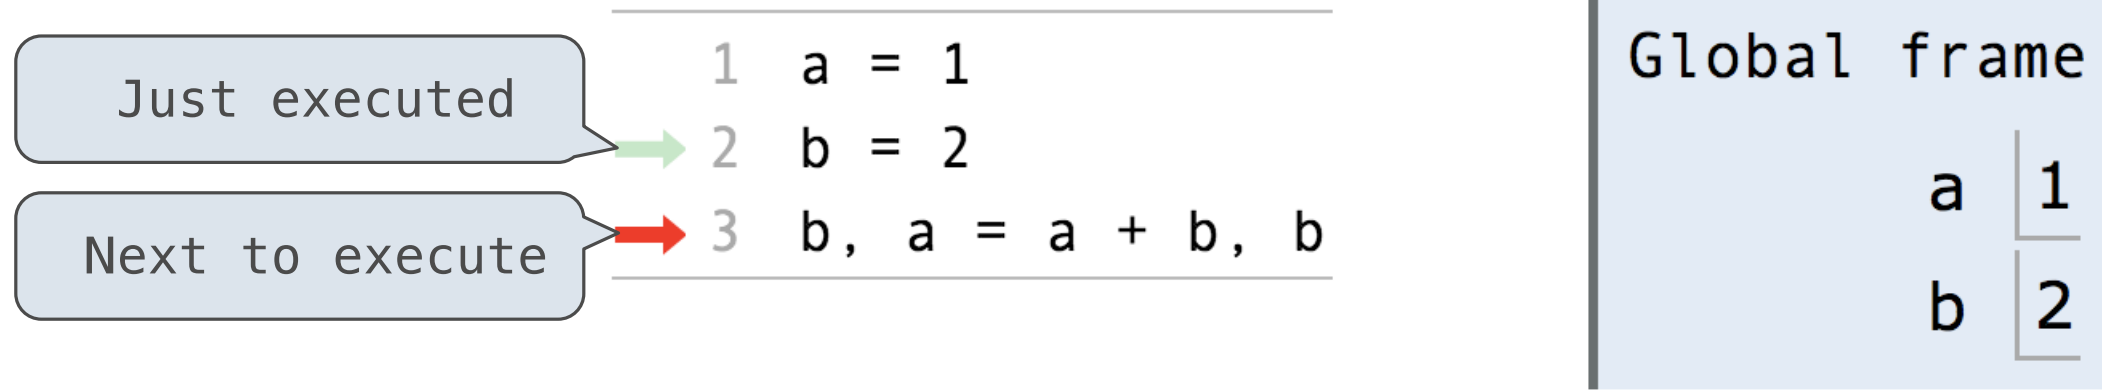 Just executed
Next to execute
1 a = 1
2 b = 2
3 b, a = a + b, b
Global frame
a 1
b 2